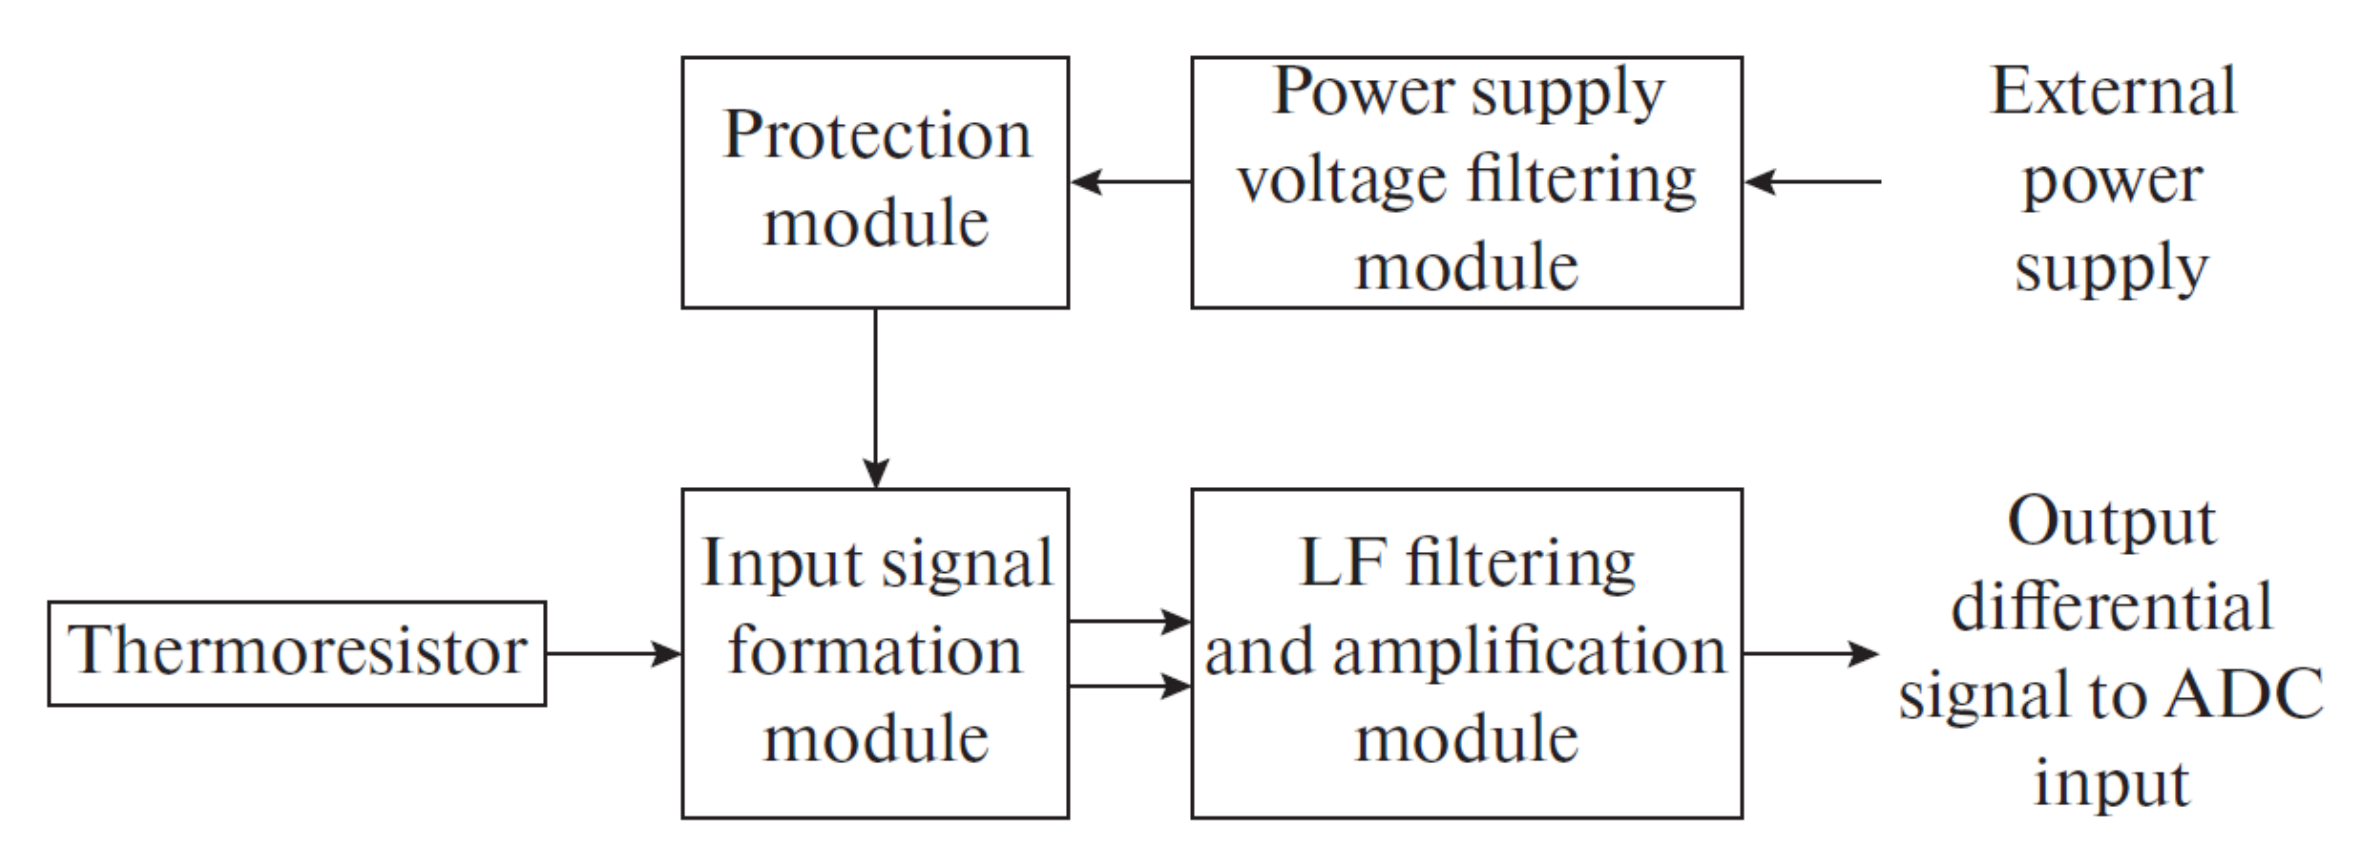 Protection
module
Power supply
voltage filtering
module
External
power
supply
Thermoresistor
Input signal
formation
module
LF filtering
and amplification
module
Output
differential
signal to ADC
input